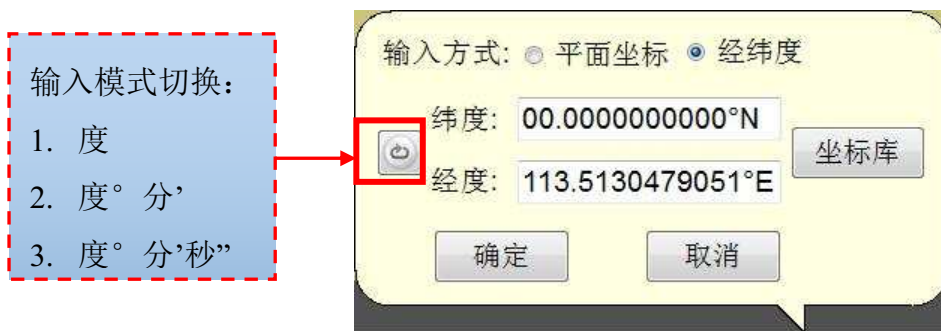 输入模式切换：
1. 度
2. 度°分’
3. 度°分’秒”
输入方式: 平面坐标 经纬度
纬度: 00.0000000000°N
经度: 113.5130479051°E
坐标库
确定 取消